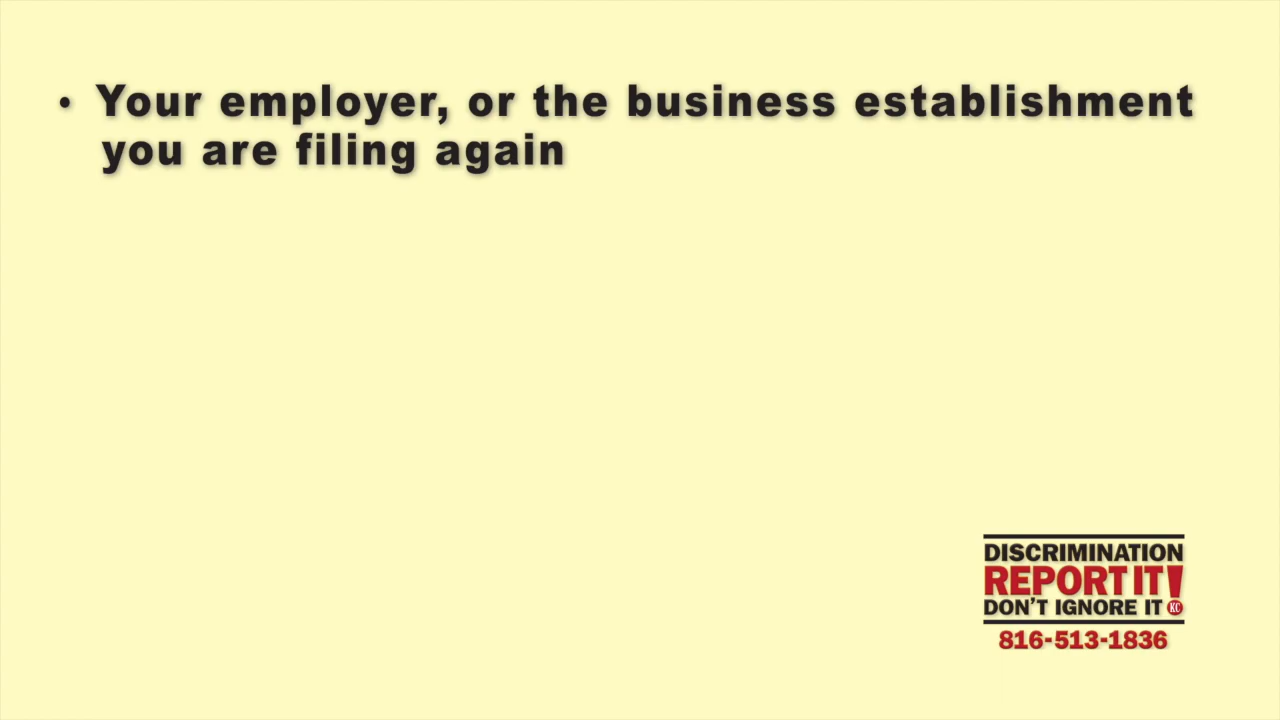 • Your employer, or the business establishment
you are filing again
DISCRIMINATION
REPORT IT!
DON'T IGNORE IT KC
816-513-1836